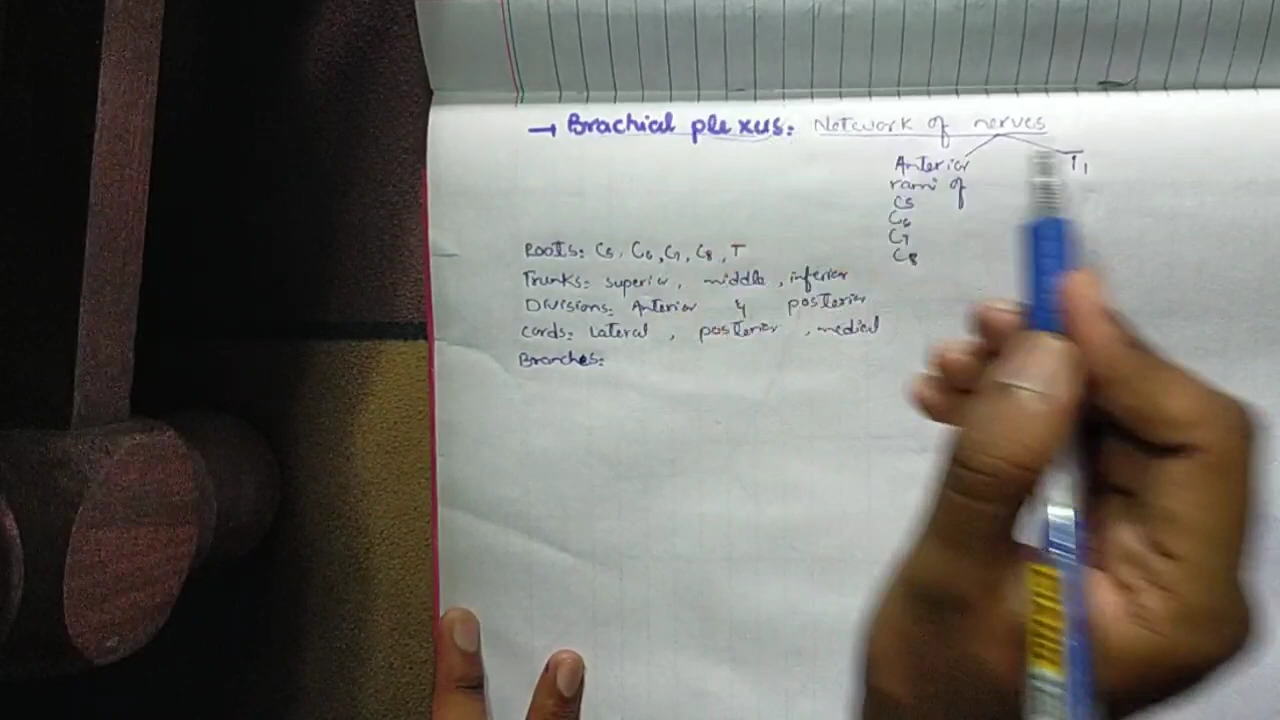 → Brachial plexus: Network of nerves
Anterior T1
rami of
C5
C6
C7
C8
Roots: C5, C6, C7, C8, T
Trunks: superior, middle, inferior
Divisions: Anterior & posterior
Cords: Lateral, posterior, medical
Branches: